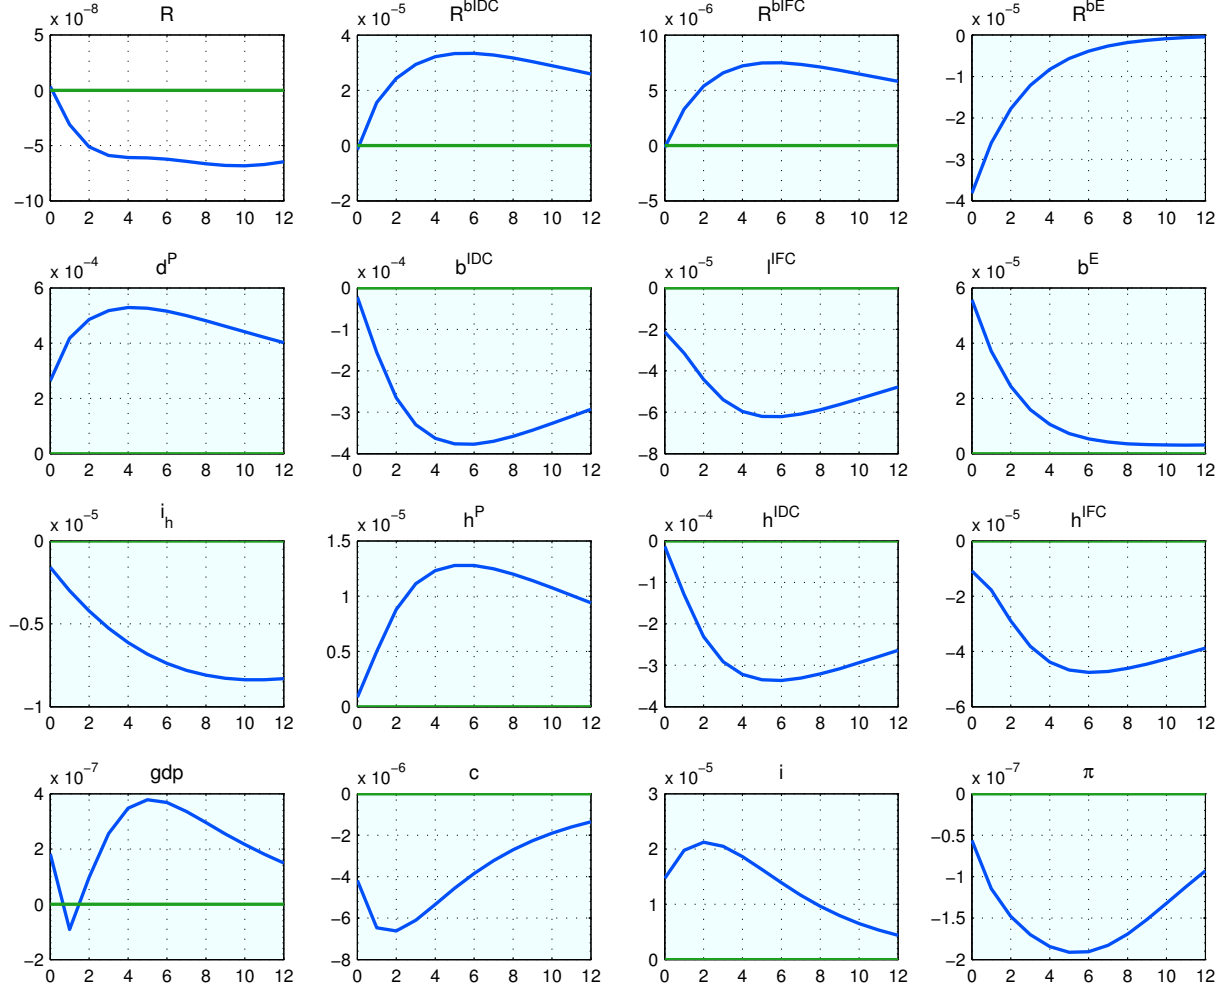 R R^bIDC R^bIFC R^bE
x 10^−8 x 10^−5 x 10^−6 x 10^−5
5 4 10 0
0 2 5 −1
−5 0 0 −2
−3
−10 −2 −5 −4
0 2 4 6 8 10 12 0 2 4 6 8 10 12 0 2 4 6 8 10 12 0 2 4 6 8 10 12
d^P b^IDC l^IFC b^E
x 10^−4 x 10^−4 x 10^−5 x 10^−5
6 0 0 6
4 −1 −2 4
−2 −4
2 −3 −6 2
0 −4 −8 0
0 2 4 6 8 10 12 0 2 4 6 8 10 12 0 2 4 6 8 10 12 0 2 4 6 8 10 12
i_h h^P h^IDC h^IFC
x 10^−5 x 10^−5 x 10^−4 x 10^−5
0 1.5 0 0
1 −1 −2
−0.5 −2
0.5 −3 −4
−1 0 −4 −6
0 2 4 6 8 10 12 0 2 4 6 8 10 12 0 2 4 6 8 10 12 0 2 4 6 8 10 12
gdp c i π
x 10^−7 x 10^−6 x 10^−5 x 10^−7
4 0 3 0
2 −2 2 −0.5
−4 −1
0 −6 1 −1.5
−2 −8 0 −2
0 2 4 6 8 10 12 0 2 4 6 8 10 12 0 2 4 6 8 10 12 0 2 4 6 8 10 12